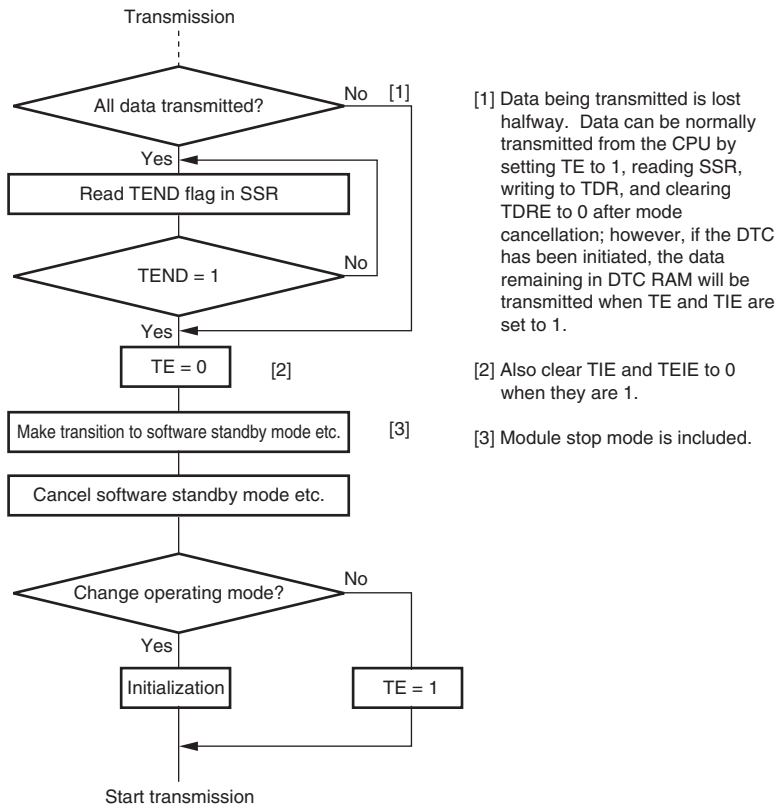 Transmission
All data transmitted?
No
[1]
Yes
Read TEND flag in SSR
TEND = 1
No
Yes
TE = 0
[2]
Make transition to software standby mode etc.
[3]
Cancel software standby mode etc.
Change operating mode?
No
Yes
Initialization
TE = 1
Start transmission
[1] Data being transmitted is lost
halfway. Data can be normally
transmitted from the CPU by
setting TE to 1, reading SSR,
writing to TDR, and clearing
TDRE to 0 after mode
cancellation; however, if the DTC
has been initiated, the data
remaining in DTC RAM will be
transmitted when TE and TIE are
set to 1.
[2] Also clear TIE and TEIE to 0
when they are 1.
[3] Module stop mode is included.